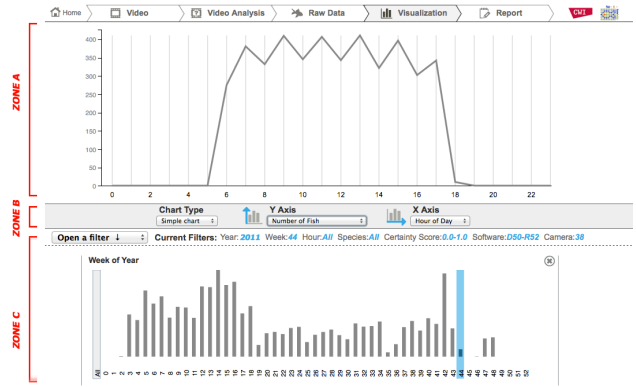 Home Video Video Analysis Raw Data Visualization Report CWI
ZONE A
400
350
300
250
200
150
100
50
0
0 2 4 6 8 10 12 14 16 18 20 22
ZONE B
Chart Type Y Axis X Axis
Simple chart Number of Fish Hour of Day
ZONE C
Open a filter ↓ Current Filters: Year:2011 Week:44 Hour:All Species:All Certainty Score:0.0-1.0 Software:D50-R52 Camera:38
Week of Year
All 0 1 2 3 4 5 6 7 8 9 10 11 12 13 14 15 16 17 18 19 20 21 22 23 24 25 26 27 28 29 30 31 32 33 34 35 36 37 38 39 40 41 42 43 44 45 46 47 48 49 50 51 52